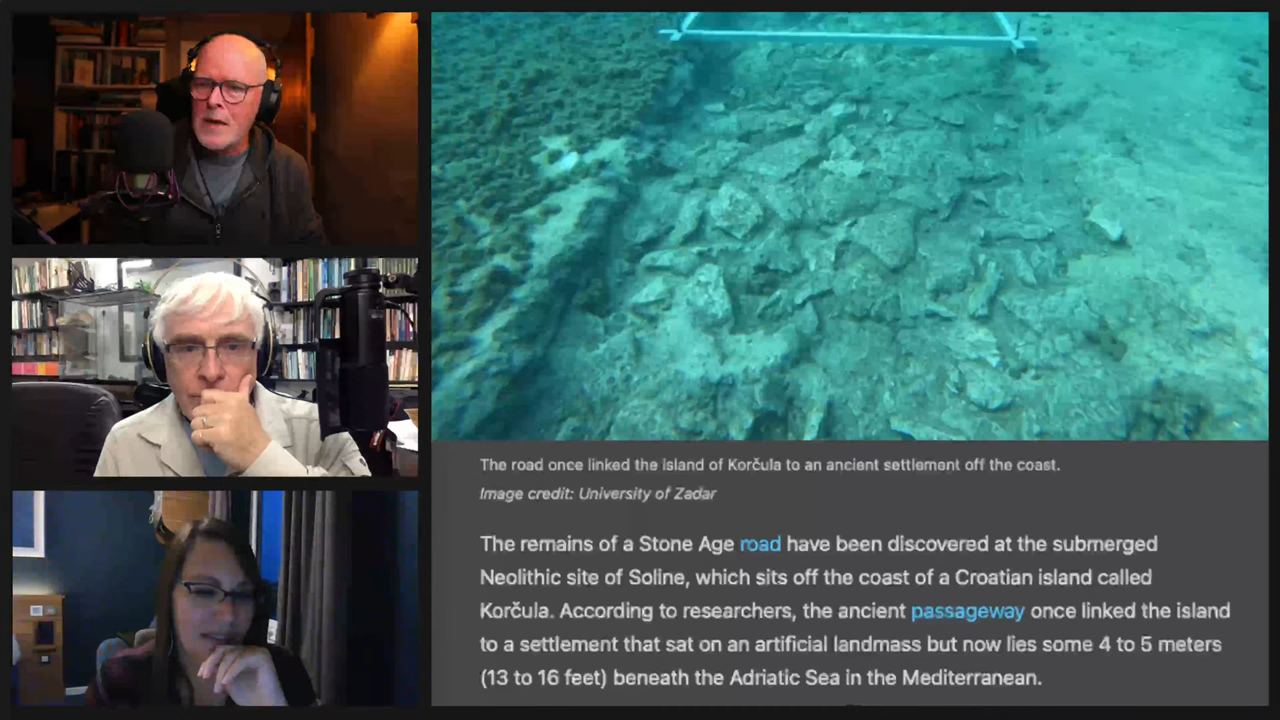 The road once linked the island of Korčula to an ancient settlement off the coast.
Image credit: University of Zadar
The remains of a Stone Age road have been discovered at the submerged
Neolithic site of Soline, which sits off the coast of a Croatian island called
Korčula. According to researchers, the ancient passageway once linked the island
to a settlement that sat on an artificial landmass but now lies some 4 to 5 meters
(13 to 16 feet) beneath the Adriatic Sea in the Mediterranean.